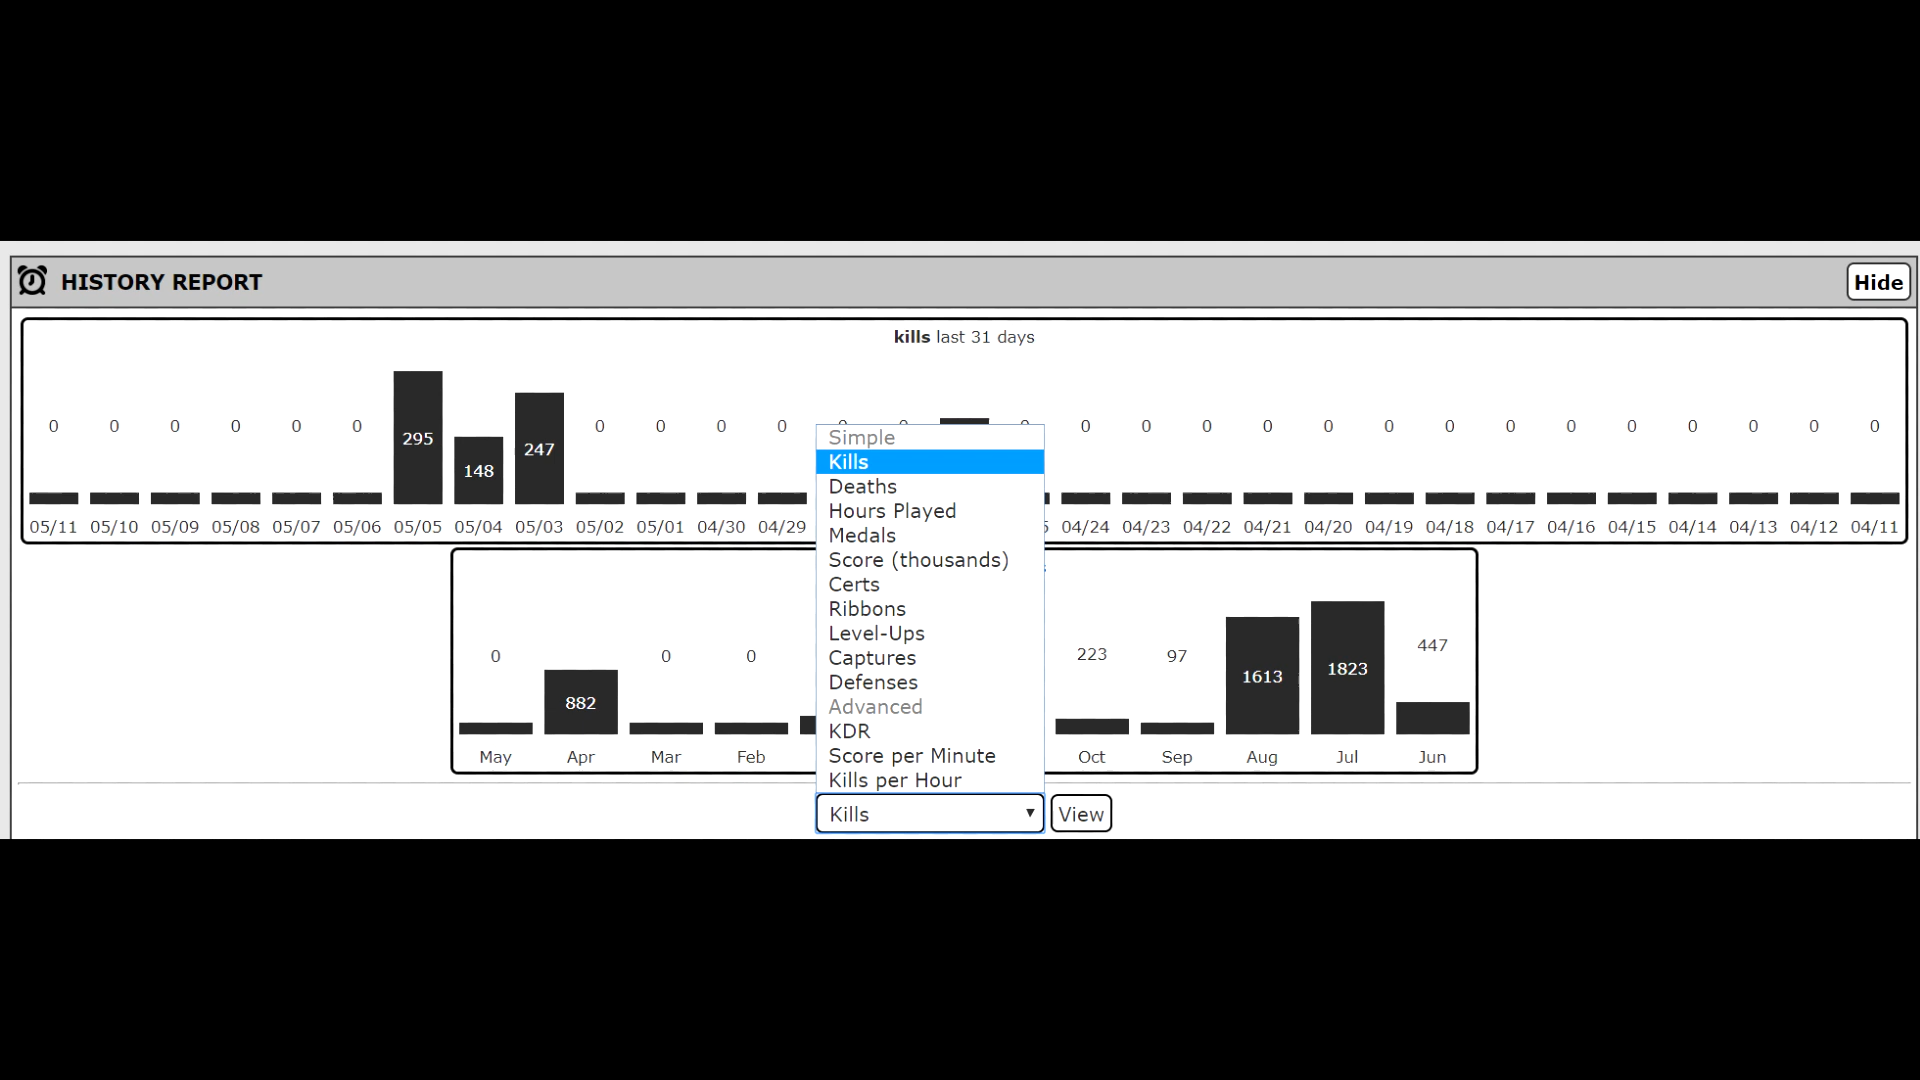 HISTORY REPORT
Hide
kills last 31 days
0 0 0 0 0 0 295 148 247 0 0 0 0 0 0 0 0 0 0 0 0 0 0 0 0 0 0
05/11 05/10 05/09 05/08 05/07 05/06 05/05 05/04 05/03 05/02 05/01 04/30 04/29 04/24 04/23 04/22 04/21 04/20 04/19 04/18 04/17 04/16 04/15 04/14 04/13 04/12 04/11
Simple
Kills
Deaths
Hours Played
Medals
Score (thousands)
Certs
Ribbons
Level-Ups
Captures
Defenses
Advanced
KDR
Score per Minute
Kills per Hour
0 882 0 0 223 97 1613 1823 447
May Apr Mar Feb Oct Sep Aug Jul Jun
Kills
View